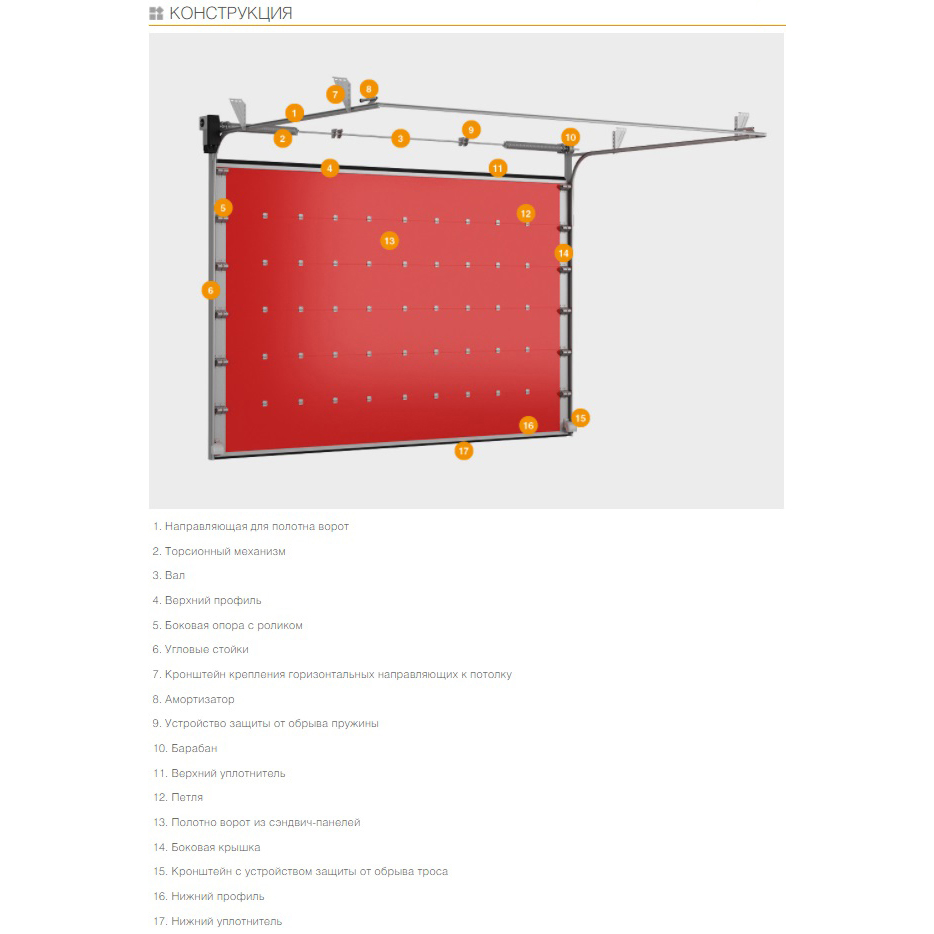 КОНСТРУКЦИЯ
7
8
1
9
10
2
3
4
11
5
12
13
14
6
15
16
17
1. Направляющая для полотна ворот
2. Торсионный механизм
3. Вал
4. Верхний профиль
5. Боковая опора с роликом
6. Угловые стойки
7. Кронштейн крепления горизонтальных направляющих к потолку
8. Амортизатор
9. Устройство защиты от обрыва пружины
10. Барабан
11. Верхний уплотнитель
12. Петля
13. Полотно ворот из сэндвич-панелей
14. Боковая крышка
15. Кронштейн с устройством защиты от обрыва троса
16. Нижний профиль
17. Нижний уплотнитель